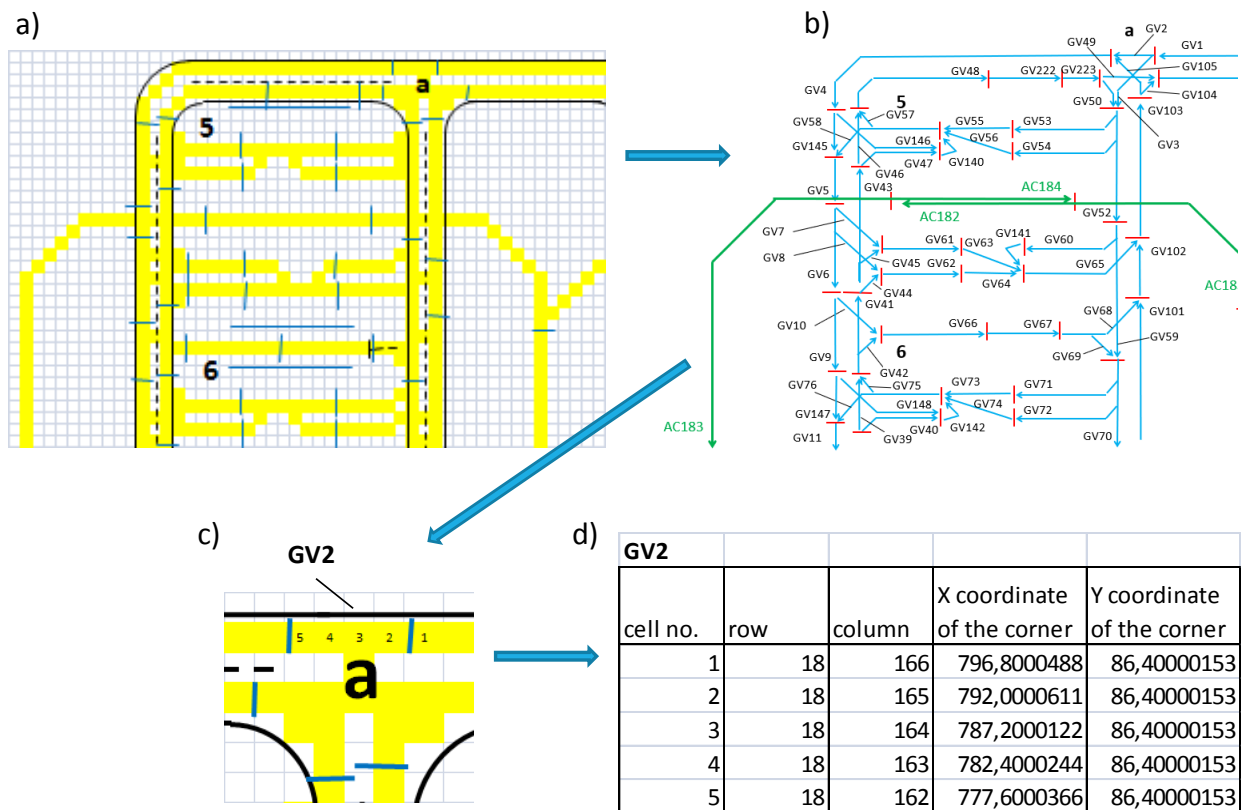 a)
a
5
6
b)
a
GV2
GV49
GV1
GV48
GV222
GV223
GV105
GV4
GV104
GV50
GV103
5
GV57
GV58
GV55
GV53
GV56
GV145
GV146
GV54
GV3
GV47
GV140
GV46
GV5
GV43
AC184
AC182
GV52
GV7
GV61
GV63
GV141
GV60
GV8
GV102
GV45
GV62
GV65
GV6
GV64
GV44
GV41
GV10
GV68
GV101
GV66
GV67
GV59
6
GV69
GV9
GV42
GV76
GV75
GV73
GV71
GV148
GV74
GV72
GV147
GV11
GV39
GV40
GV142
GV70
AC183
AC18
c)
GV2
5 4 3 2 1
a
d)
GV2
cell no. row column X coordinate of the corner Y coordinate of the corner
1 18 166 796,8000488 86,40000153
2 18 165 792,0000611 86,40000153
3 18 164 787,2000122 86,40000153
4 18 163 782,4000244 86,40000153
5 18 162 777,6000366 86,40000153